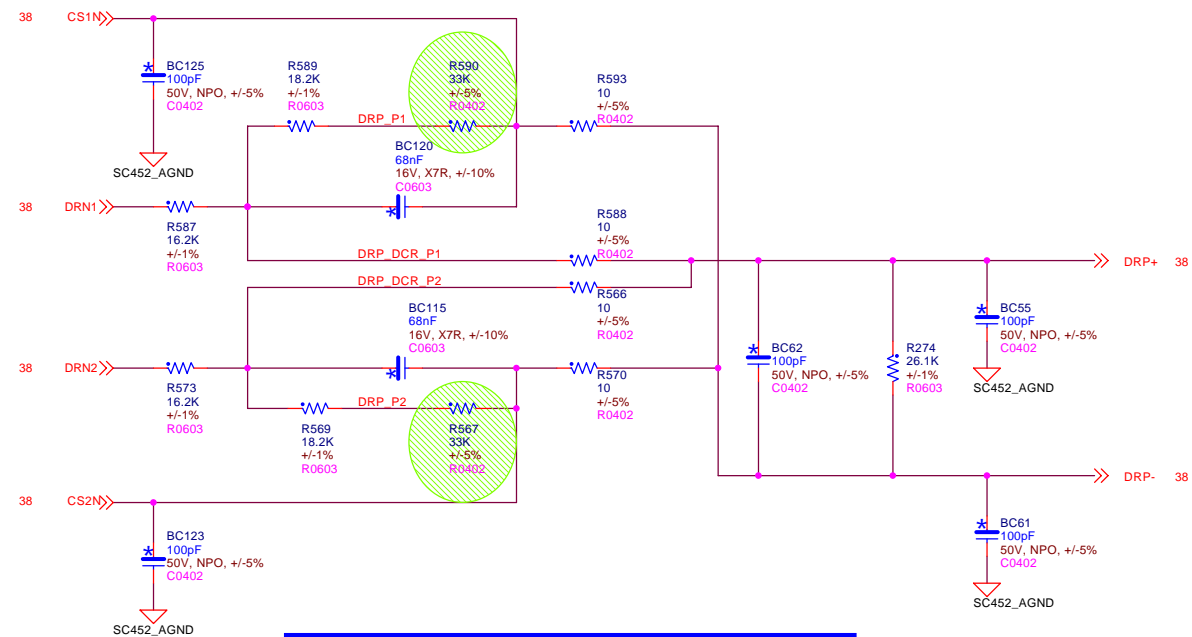 38 CS1N
BC125
100pF
50V, NPO, +/-5%
C0402
SC452_AGND
R589
18.2K
+/-1%
R0603
DRP_P1
R590
33K
+/-5%
R0402
R593
10
+/-5%
R0402
BC120
68nF
16V, X7R, +/-10%
C0603
38 DRN1
R587
16.2K
+/-1%
R0603
R588
10
+/-5%
R0402
DRP_DCR_P1
DRP+ 38
DRP_DCR_P2
R566
10
+/-5%
R0402
BC115
68nF
16V, X7R, +/-10%
C0603
BC55
100pF
50V, NPO, +/-5%
C0402
SC452_AGND
BC62
100pF
50V, NPO, +/-5%
C0402
R274
26.1K
+/-1%
R0603
38 DRN2
R573
16.2K
+/-1%
R0603
R570
10
+/-5%
R0402
DRP_P2
R569
18.2K
+/-1%
R0603
R567
33K
+/-5%
R0402
DRP- 38
38 CS2N
BC123
100pF
50V, NPO, +/-5%
C0402
SC452_AGND
BC61
100pF
50V, NPO, +/-5%
C0402
SC452_AGND